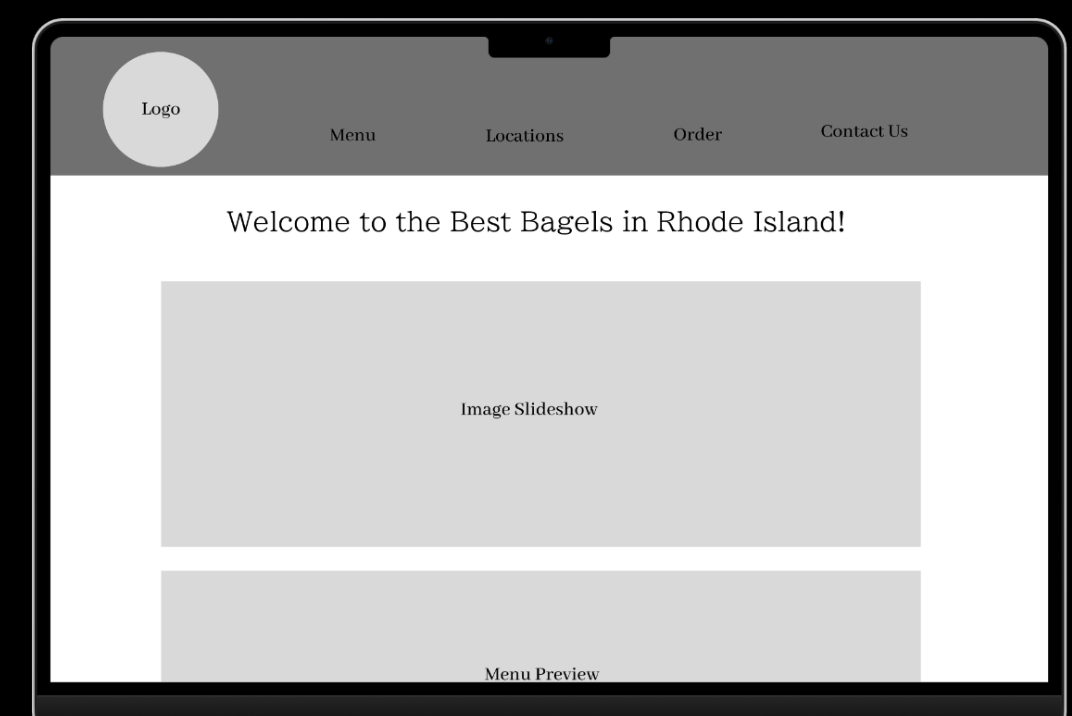 Logo
Menu Locations Order Contact Us
Welcome to the Best Bagels in Rhode Island!
Image Slideshow
Menu Preview